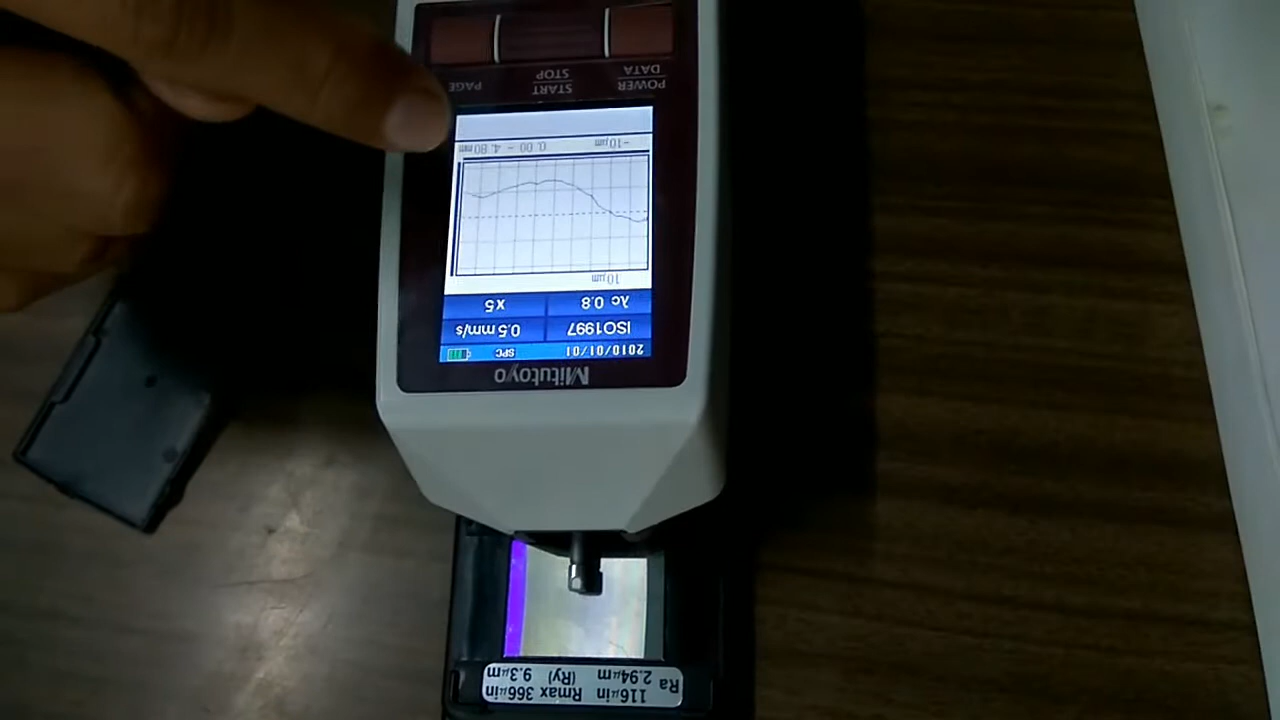 Ra 116µin Rmax 366µin
2.94µm (Ry) 9.3µm
Mitutoyo
2010/01/01 SPC
ISO1997 0.5mm/s
λc 0.8 x5
10µm
-10µm 0.00 - 4.80mm
POWER
DATA
START
STOP
PAGE